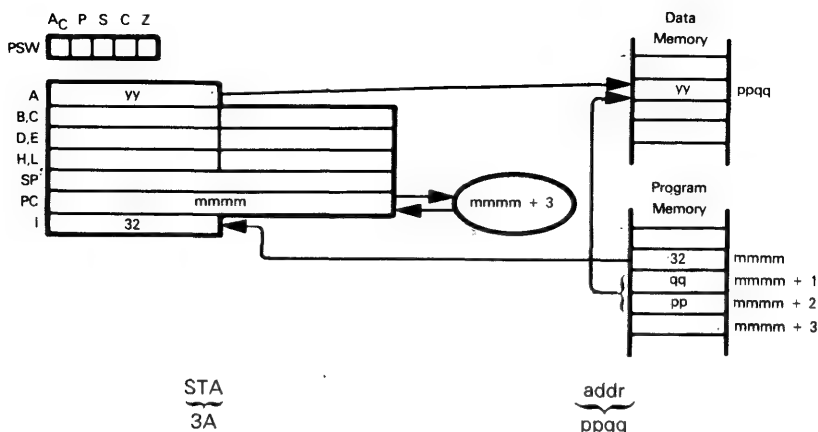 AC P S C Z
PSW
Data
Memory
A yy
yy ppqq
B,C
D,E
H,L
SP
PC mmmm
mmmm + 3
I 32
Program
Memory
32 mmmm
qq mmmm + 1
pp mmmm + 2
mmmm + 3
STA addr
3A ppqq